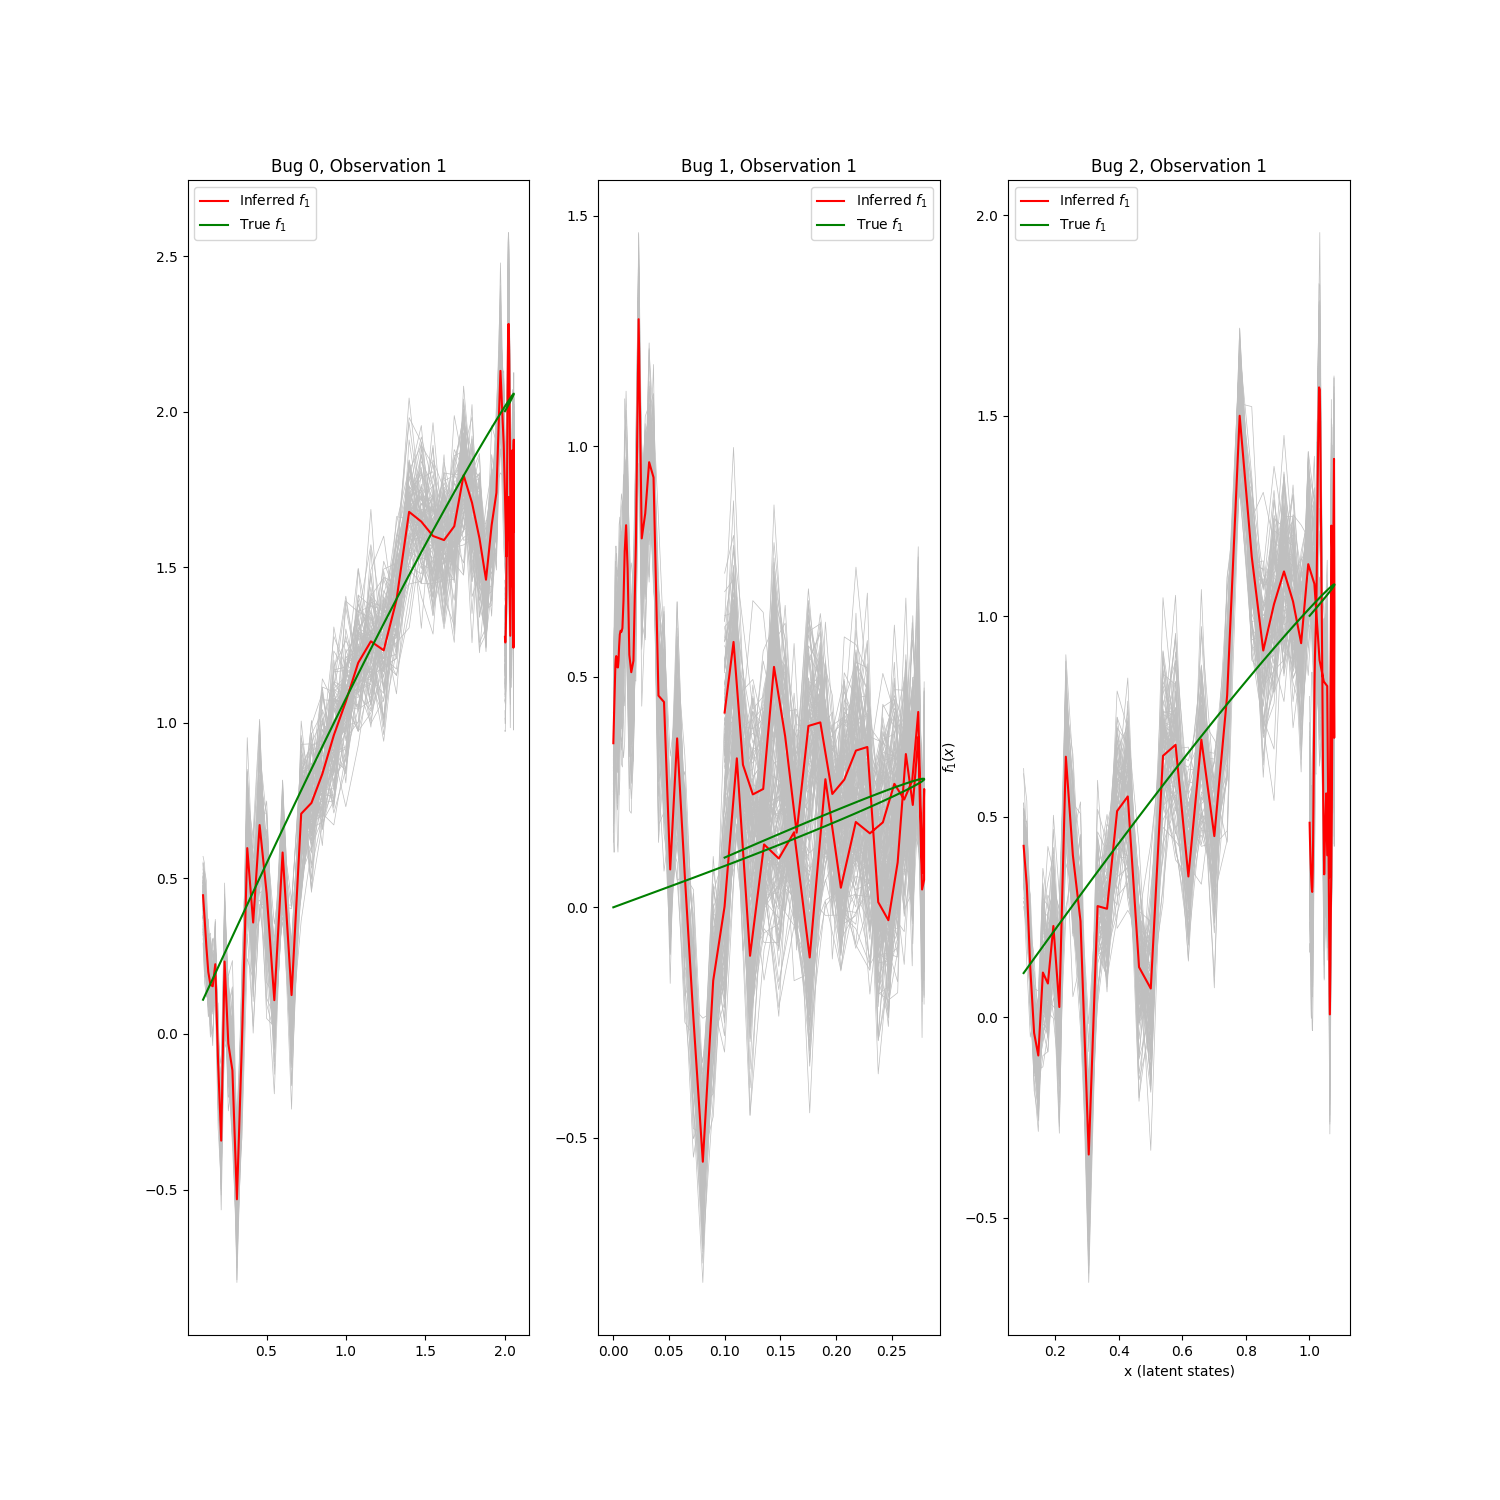 Bug 0, Observation 1
Inferred f₁
True f₁
2.5
2.0
1.5
1.0
0.5
0.0
−0.5
0.5 1.0 1.5 2.0
Bug 1, Observation 1
Inferred f₁
True f₁
1.5
1.0
0.5
0.0
−0.5
0.00 0.05 0.10 0.15 0.20 0.25
Bug 2, Observation 1
Inferred f₁
True f₁
f₁(x)
2.0
1.5
1.0
0.5
0.0
−0.5
0.2 0.4 0.6 0.8 1.0
x (latent states)